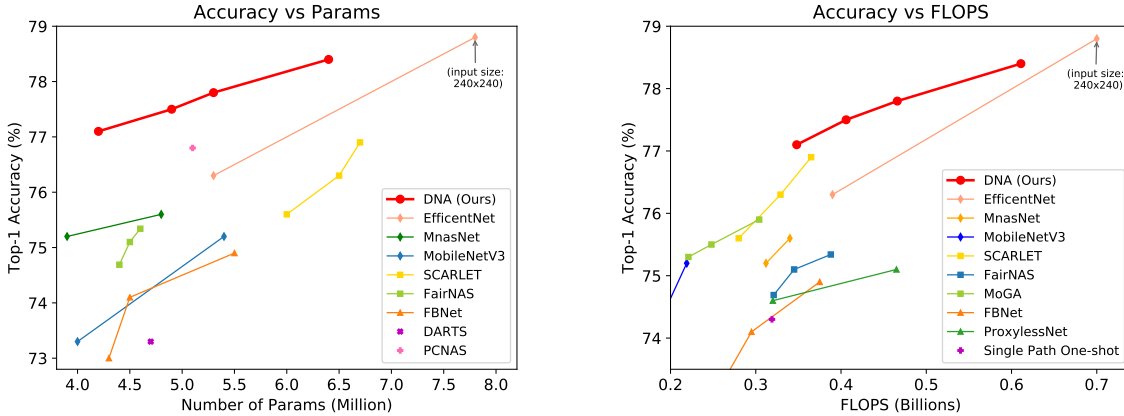 Accuracy vs Params
79
78
77
76
75
74
73
Top-1 Accuracy (%)
(input size:
240x240)
DNA (Ours)
EfficentNet
MnasNet
MobileNetV3
SCARLET
FairNAS
FBNet
DARTS
PCNAS
4.0 4.5 5.0 5.5 6.0 6.5 7.0 7.5 8.0
Number of Params (Million)
Accuracy vs FLOPS
79
78
77
76
75
74
Top-1 Accuracy (%)
(input size:
240x240)
DNA (Ours)
EfficentNet
MnasNet
MobileNetV3
SCARLET
FairNAS
MoGA
FBNet
ProxylessNet
Single Path One-shot
0.2 0.3 0.4 0.5 0.6 0.7
FLOPS (Billions)